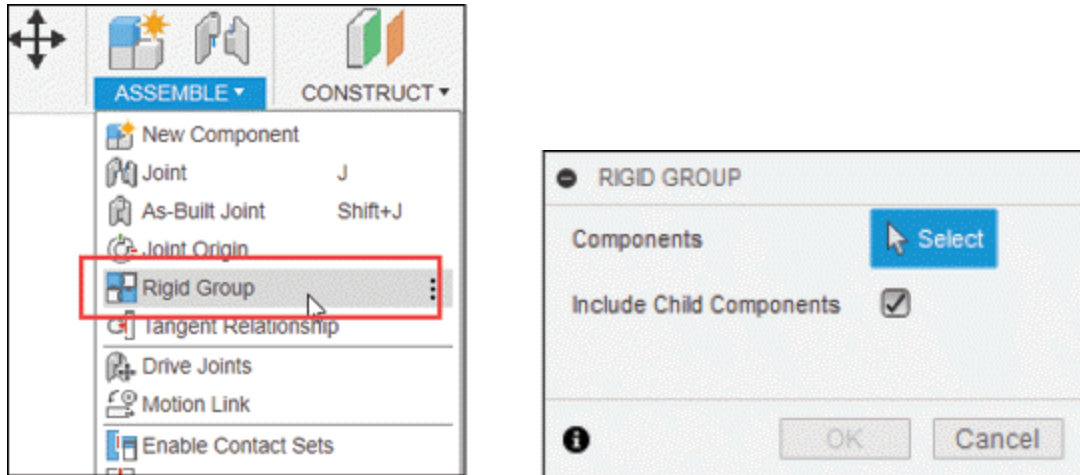 ASSEMBLE
CONSTRUCT
New Component
Joint J
As-Built Joint Shift+J
Joint Origin
Rigid Group
Tangent Relationship
Drive Joints
Motion Link
Enable Contact Sets
RIGID GROUP
Components Select
Include Child Components
OK Cancel